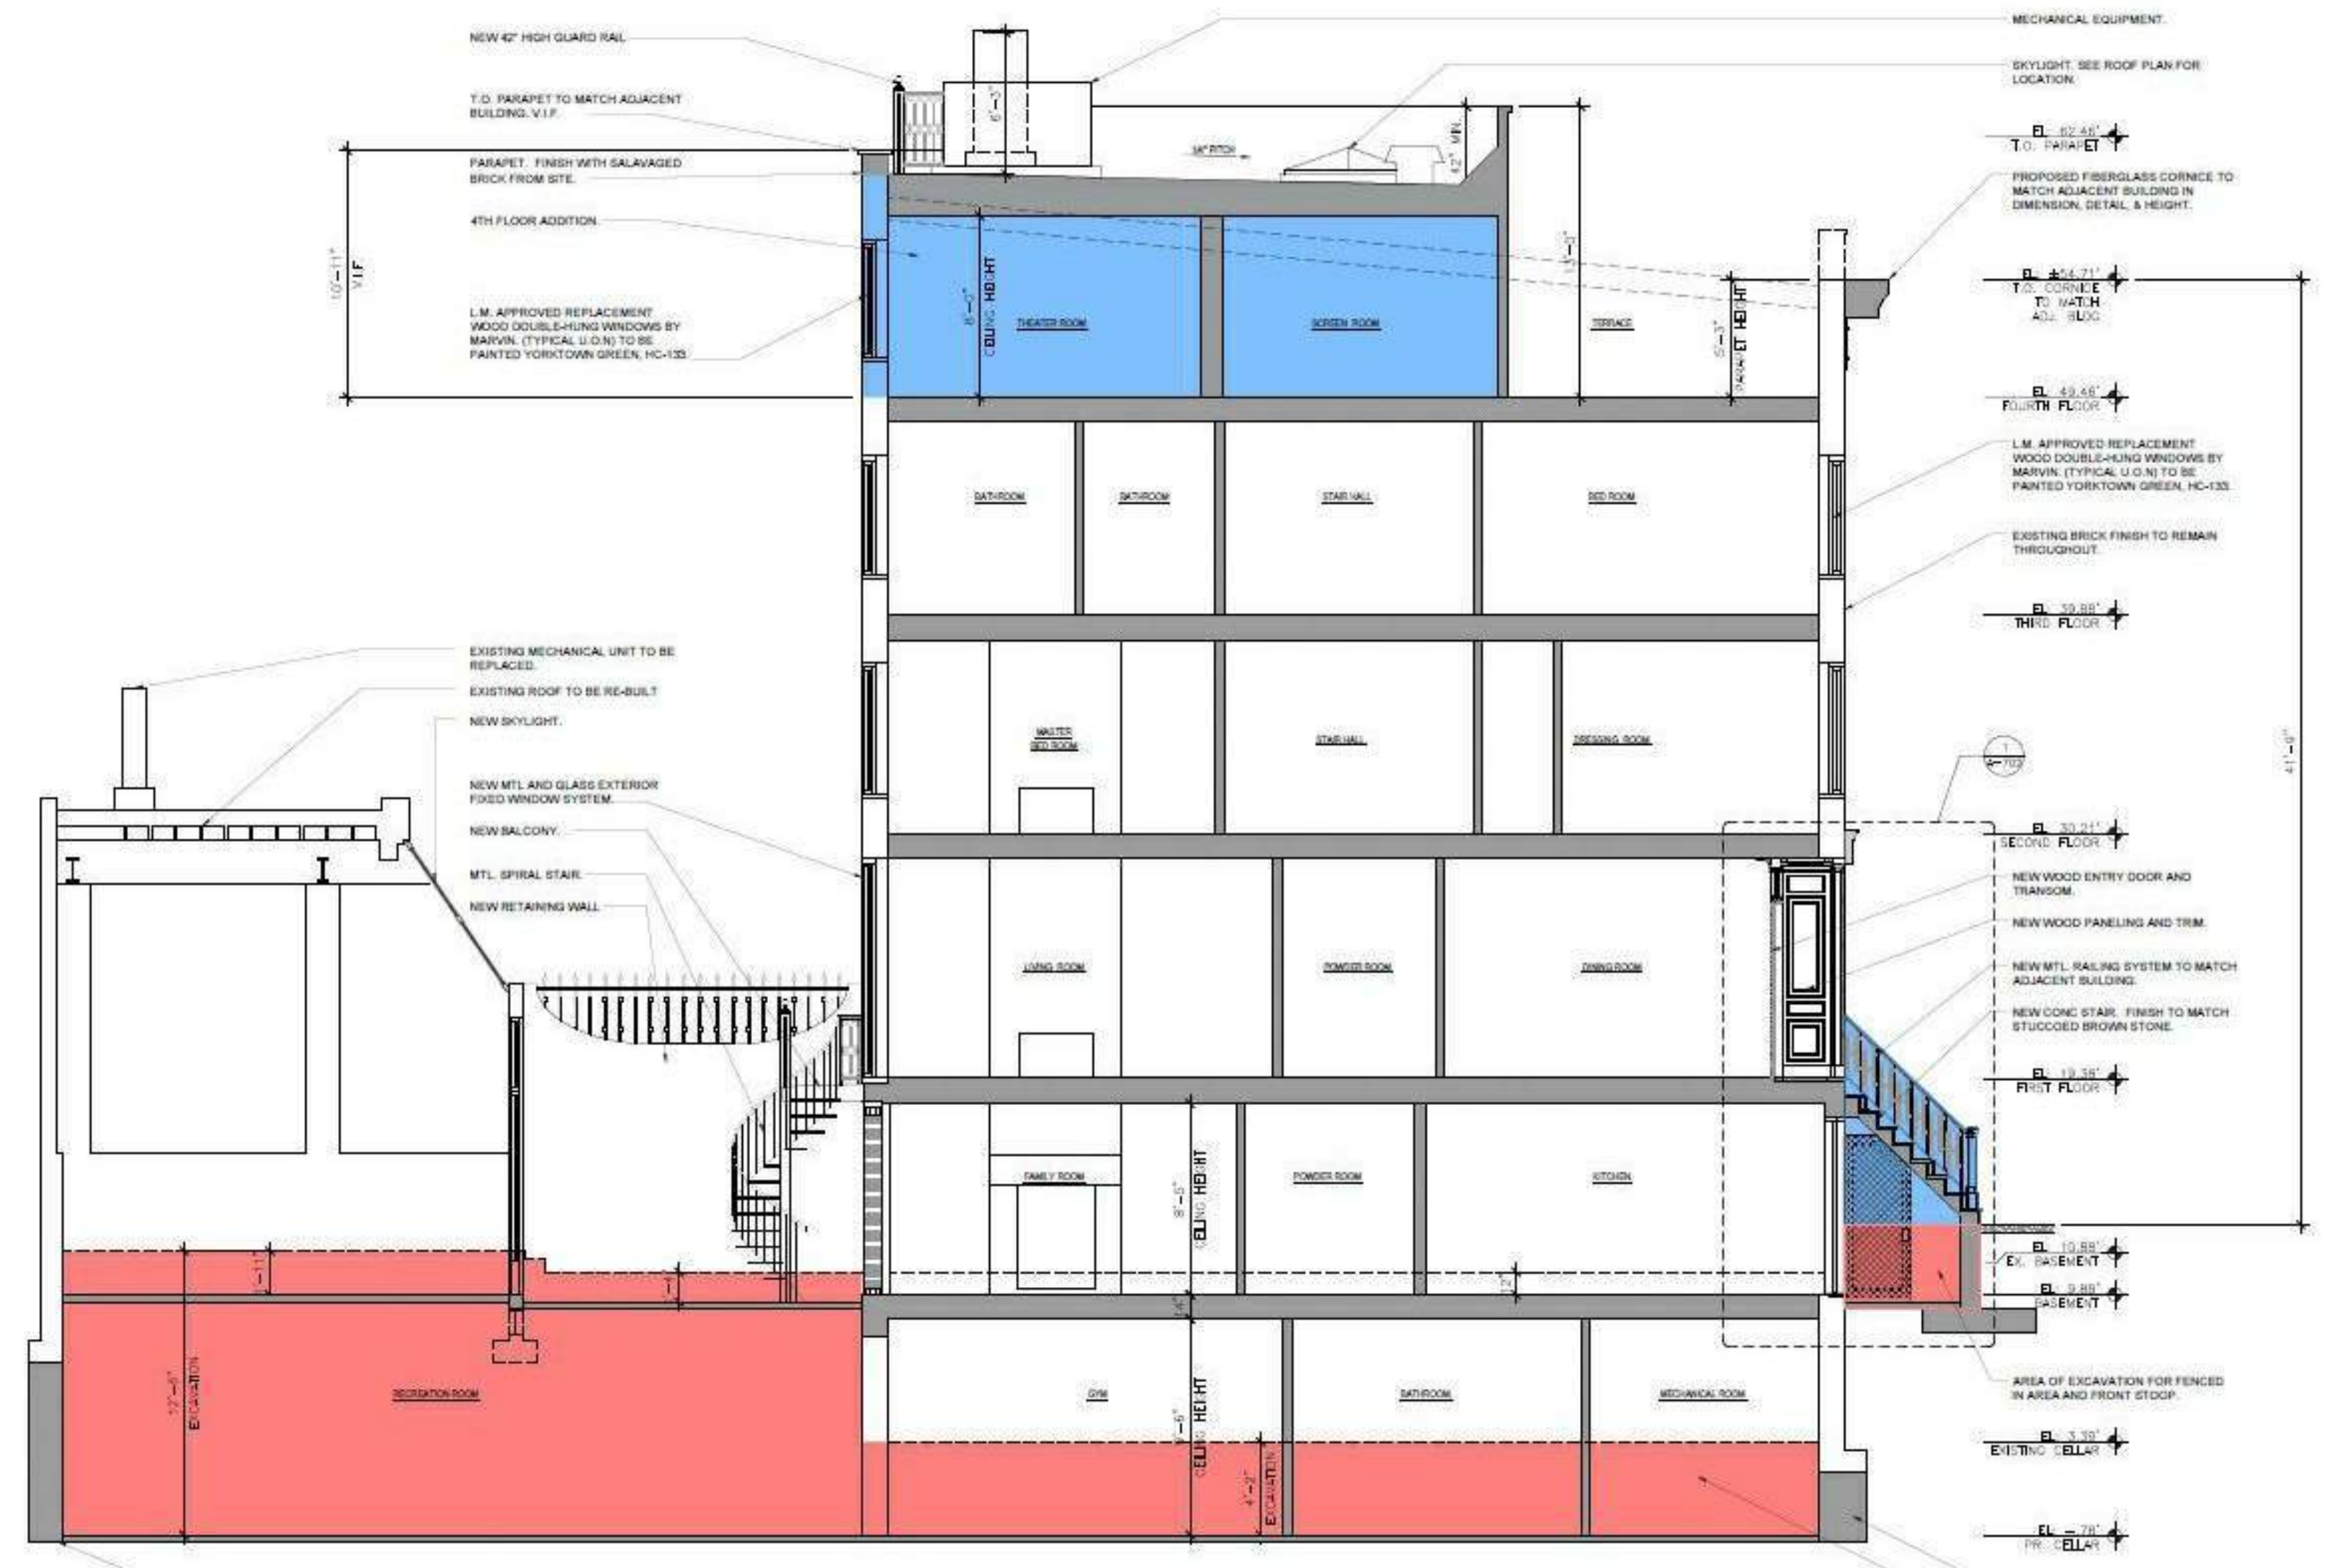 NEW 42" HIGH GUARD RAIL
T.O. PARAPET TO MATCH ADJACENT
BUILDING. V.I.F.
PARAPET. FINISH WITH SALAVAGED
BRICK FROM SITE.
4TH FLOOR ADDITION.
L.M. APPROVED REPLACEMENT
WOOD DOUBLE-HUNG WINDOWS BY
MARVIN. (TYPICAL U.O.N) TO BE
PAINTED YORKTOWN GREEN, HC-133.
10'-11"
V.I.F
6'-3"
42" MIN.
PITCH
8'-0"
CEILING HEIGHT
THEATER ROOM
SCREEN ROOM
TERRACE
5'-3"
PARAPET HEIGHT
MECHANICAL EQUIPMENT.
SKYLIGHT. SEE ROOF PLAN FOR
LOCATION.
EL 62.46'
T.O. PARAPET
PROPOSED FIBERGLASS CORNICE TO
MATCH ADJACENT BUILDING IN
DIMENSION, DETAIL, & HEIGHT.
EL ±54.71'
T.O. CORNICE
TO MATCH
ADJ. BLDG
EL 49.46'
FOURTH FLOOR
L.M. APPROVED REPLACEMENT
WOOD DOUBLE-HUNG WINDOWS BY
MARVIN. (TYPICAL U.O.N) TO BE
PAINTED YORKTOWN GREEN, HC-133.
EXISTING BRICK FINISH TO REMAIN
THROUGHOUT.
EL 39.88'
THIRD FLOOR
BATHROOM
BATHROOM
STAIR HALL
BED ROOM
EXISTING MECHANICAL UNIT TO BE
REPLACED.
EXISTING ROOF TO BE RE-BUILT
NEW SKYLIGHT.
NEW MTL AND GLASS EXTERIOR
FIXED WINDOW SYSTEM.
NEW BALCONY.
MTL. SPIRAL STAIR.
NEW RETAINING WALL
MASTER
BED ROOM
STAIR HALL
DRESSING ROOM
1
41'-9"
EL 30.21'
SECOND FLOOR
NEW WOOD ENTRY DOOR AND
TRANSOM.
NEW WOOD PANELING AND TRIM.
NEW MTL. RAILING SYSTEM TO MATCH
ADJACENT BUILDING.
NEW CONC STAIR. FINISH TO MATCH
STUCCOED BROWN STONE.
EL 19.38'
FIRST FLOOR
LIVING ROOM
POWDER ROOM
DINING ROOM
FAMILY ROOM
8'-5"
CEILING HEIGHT
POWDER ROOM
KITCHEN
12"
14"
EL 10.88'
EX. BASEMENT
EL 9.88'
BASEMENT
AREA OF EXCAVATION FOR FENCED
IN AREA AND FRONT STOOP.
EL 3.39'
EXISTING CELLAR
EL -.78'
PR. CELLAR
1'-11"
12'-6"
EXCAVATION
RECREATION ROOM
GYM
CEILING HEIGHT
4'-2"
EXCAVATION
BATHROOM
MECHANICAL ROOM